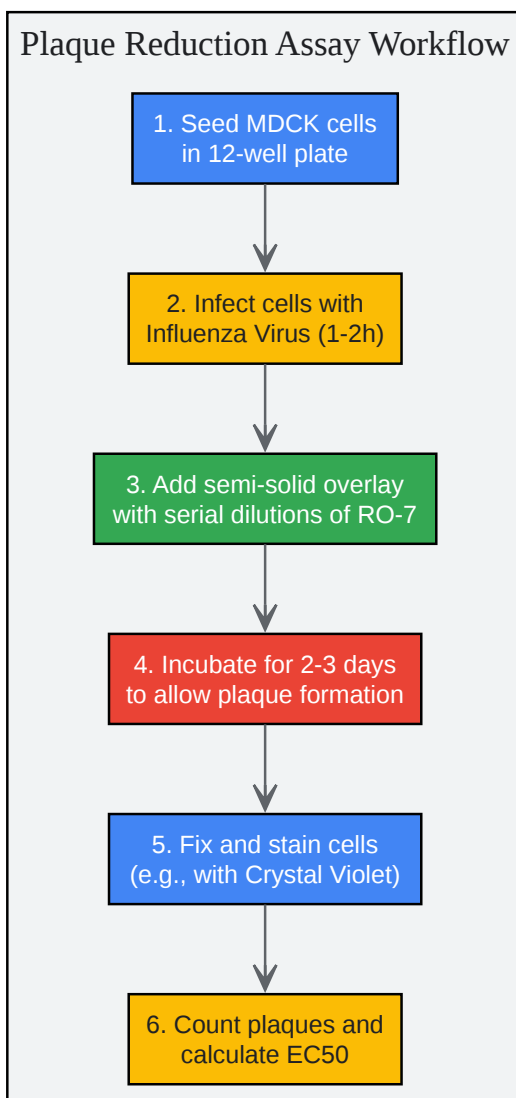 Plaque Reduction Assay Workflow
1. Seed MDCK cells
in 12-well plate
2. Infect cells with
Influenza Virus (1-2h)
3. Add semi-solid overlay
with serial dilutions of RO-7
4. Incubate for 2-3 days
to allow plaque formation
5. Fix and stain cells
(e.g., with Crystal Violet)
6. Count plaques and
calculate EC50